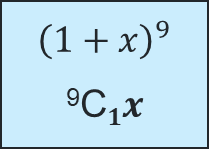 (1 + x)⁹
⁹C₁x